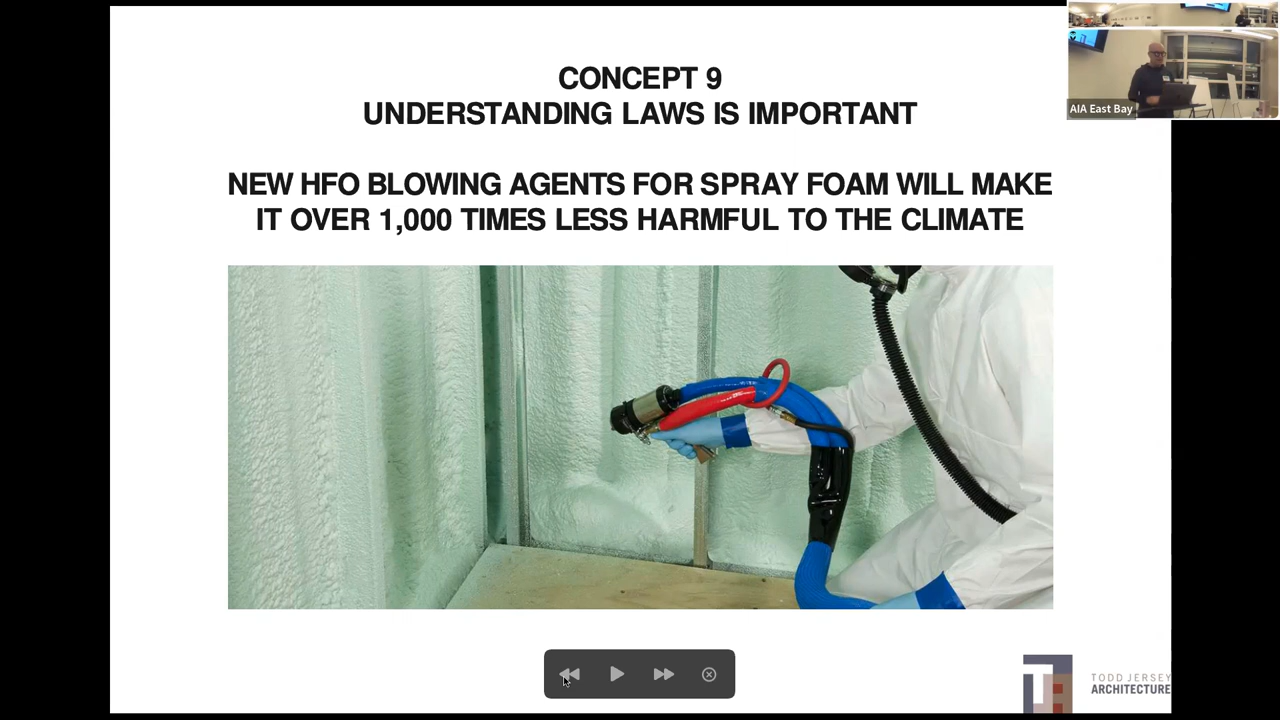 CONCEPT 9
UNDERSTANDING LAWS IS IMPORTANT
NEW HFO BLOWING AGENTS FOR SPRAY FOAM WILL MAKE
IT OVER 1,000 TIMES LESS HARMFUL TO THE CLIMATE
AIA East Bay
TODD JERSEY
ARCHITECTURE